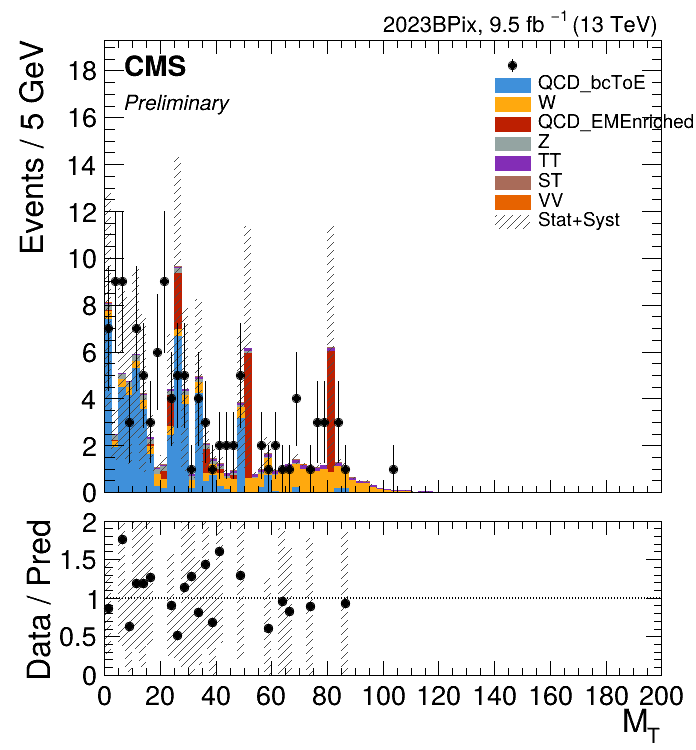 2023BPix, 9.5 fb⁻¹ (13 TeV)
CMS
Preliminary
Events / 5 GeV
18
16
14
12
10
8
6
4
2
0
QCD_bcToE
W
QCD_EMEnriched
Z
TT
ST
VV
Stat+Syst
Data / Pred
2
1.5
1
0.5
0
0 20 40 60 80 100 120 140 160 180 200
M_T